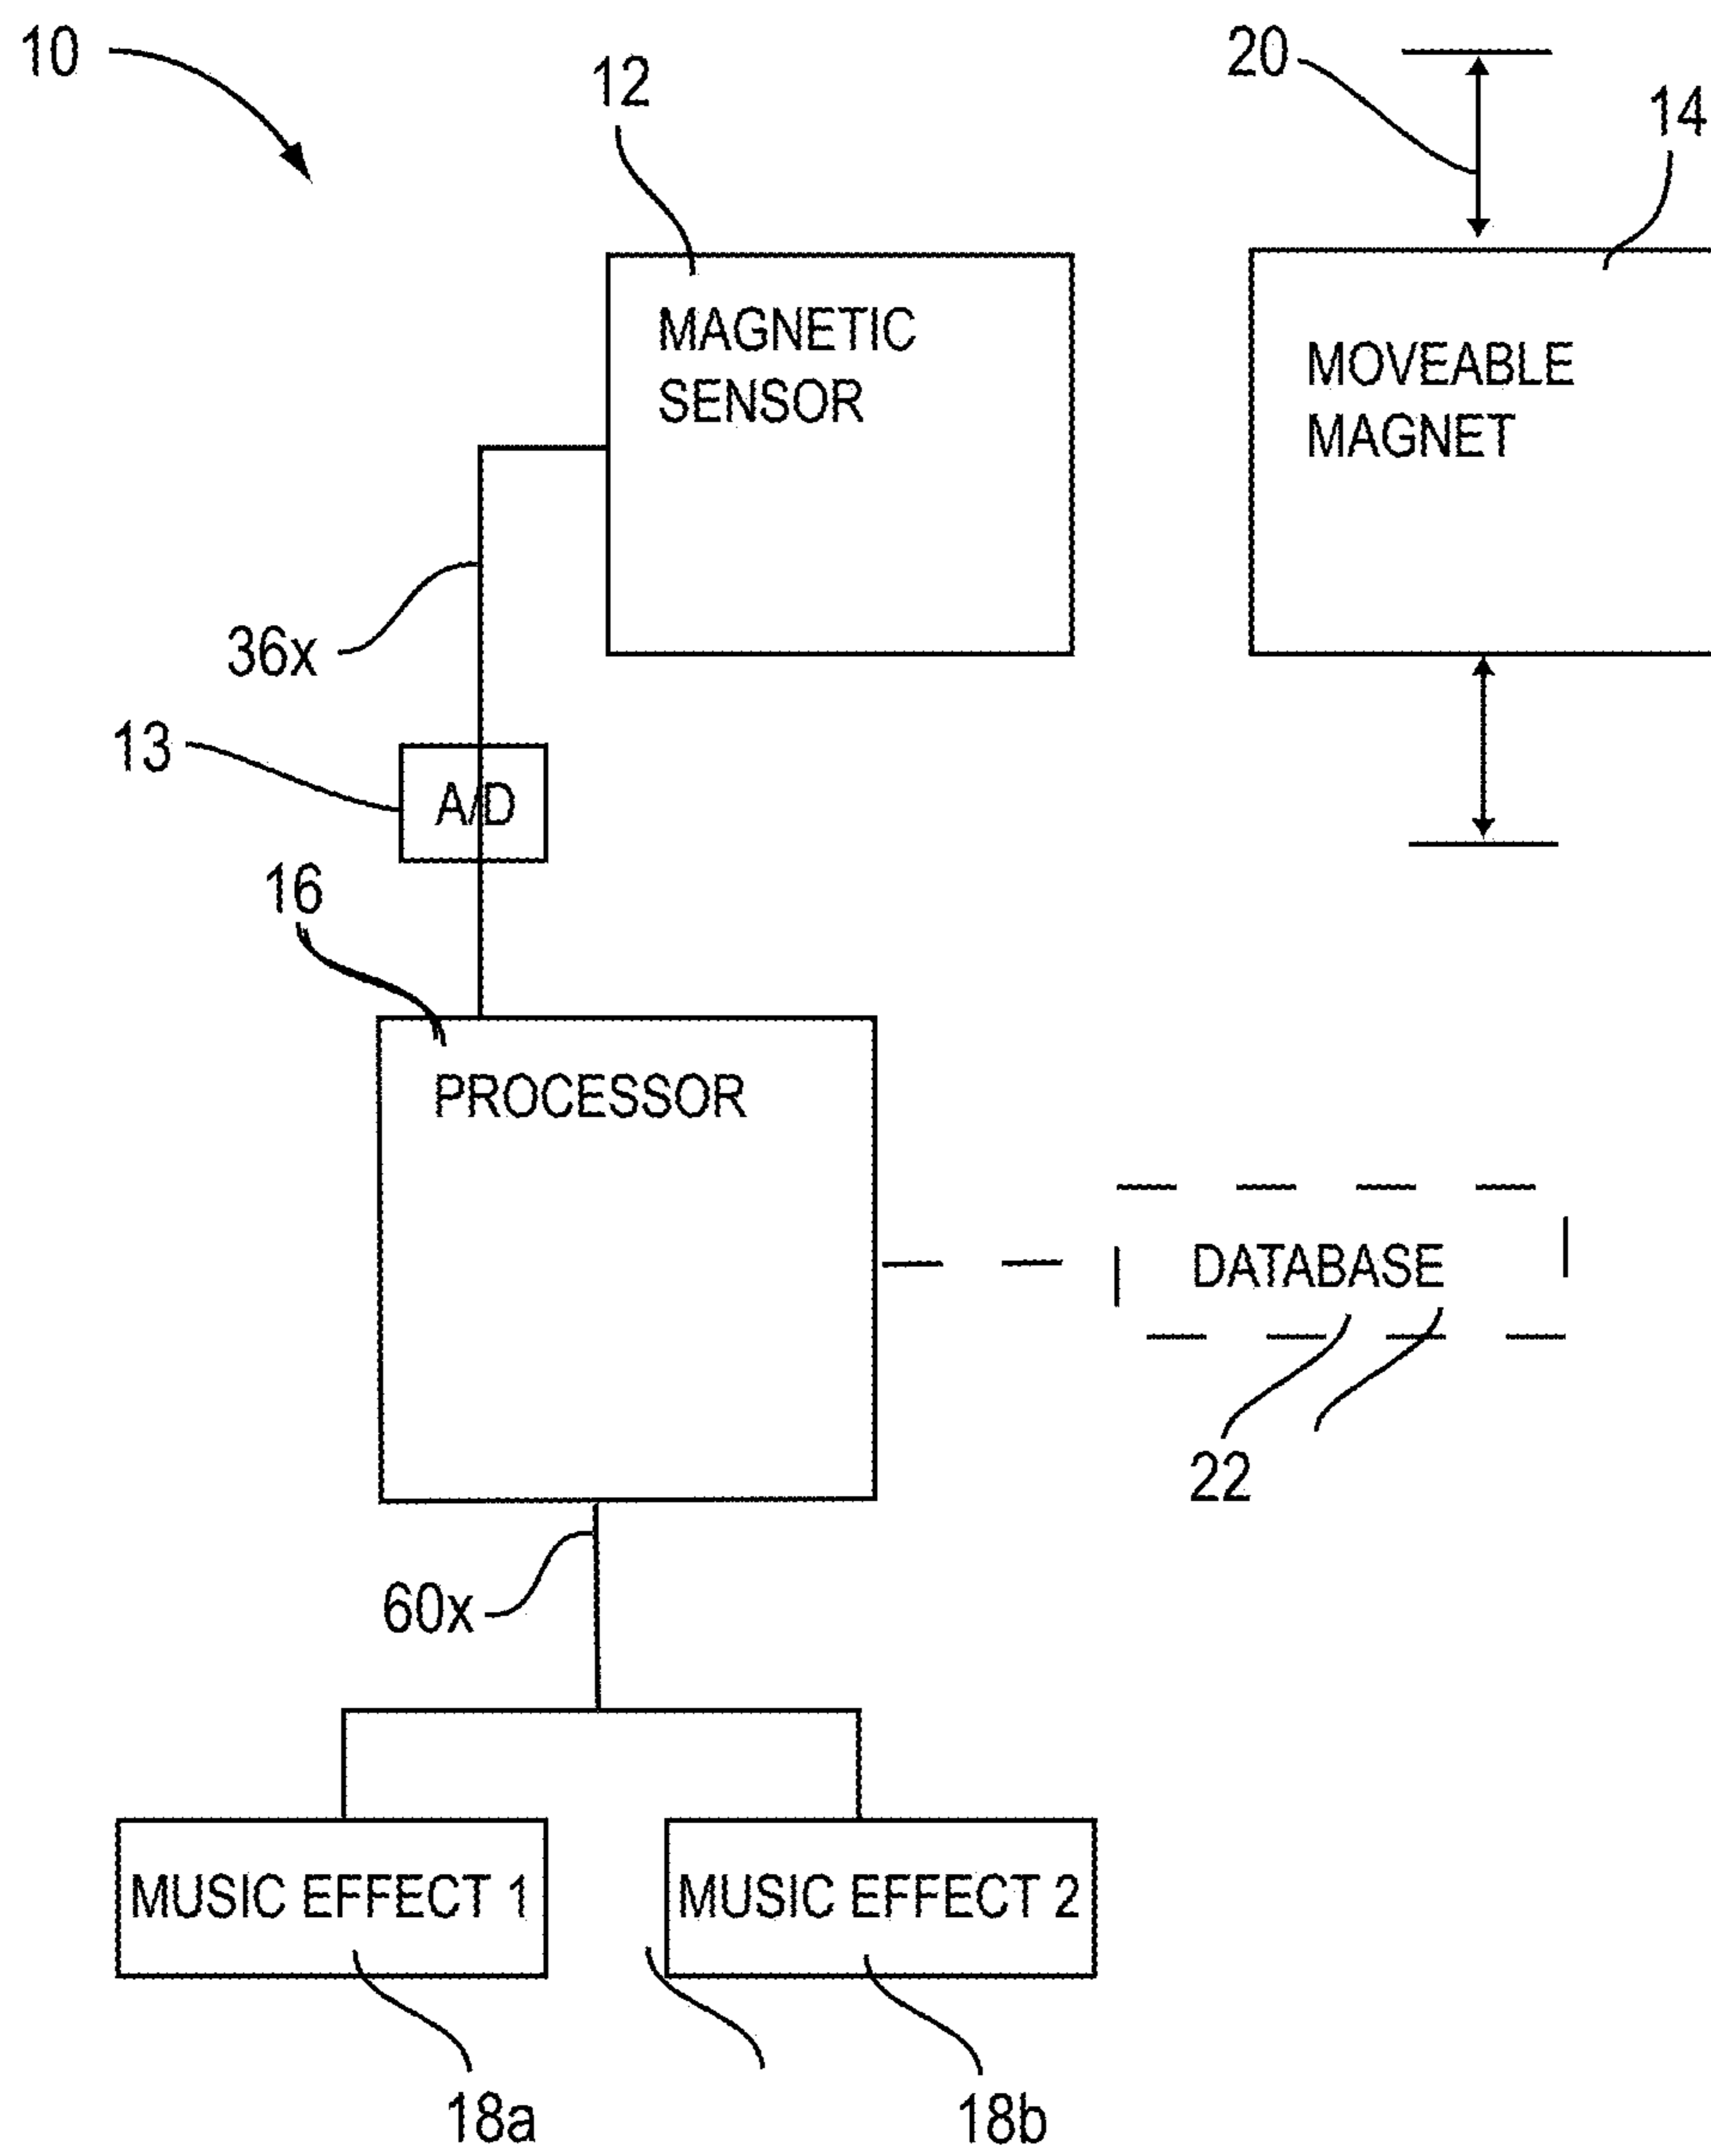 10
20
12
14
MAGNETIC
SENSOR
MOVEABLE
MAGNET
36x
13
A/D
16
PROCESSOR
DATABASE
22
60x
MUSIC EFFECT 1
MUSIC EFFECT 2
18a
18b